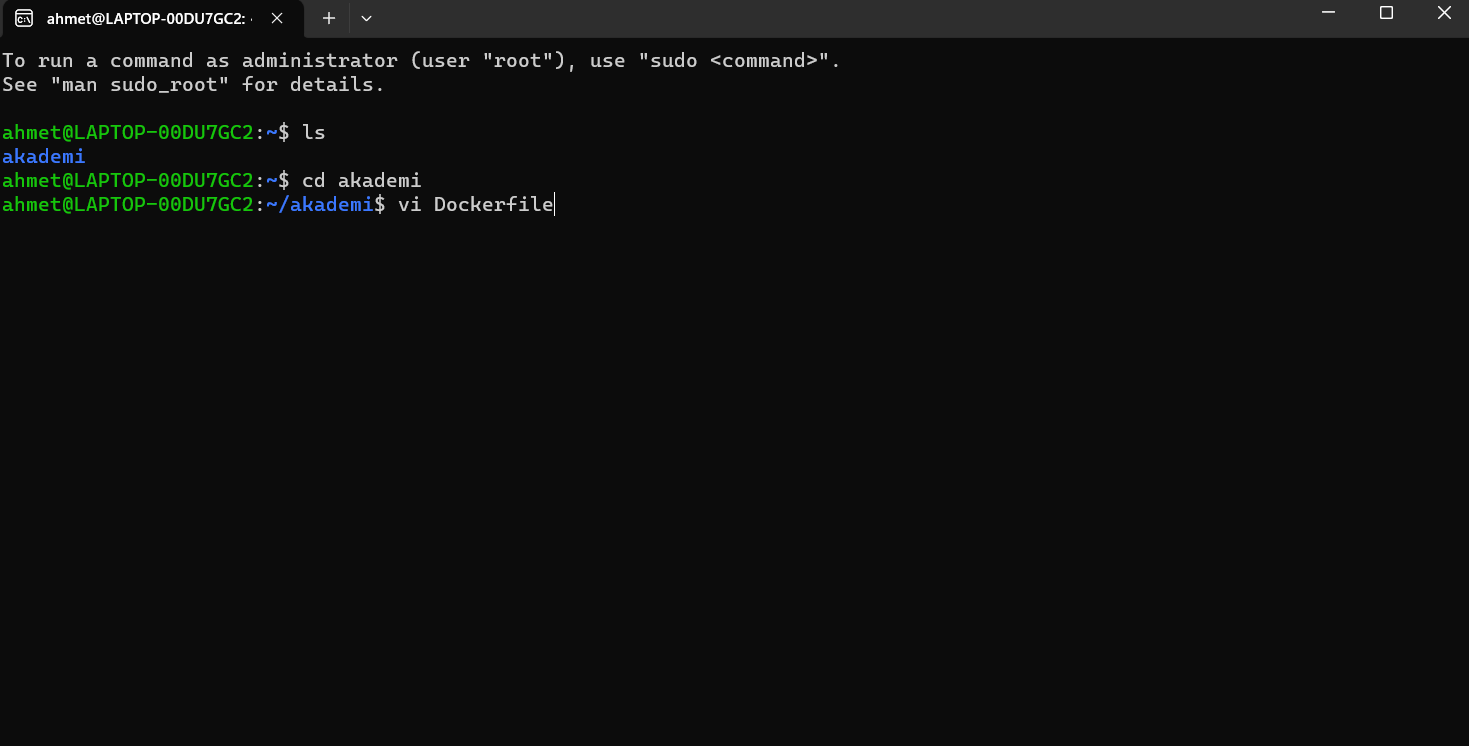 ahmet@LAPTOP-00DU7GC2: 
To run a command as administrator (user "root"), use "sudo <command>".
See "man sudo_root" for details.
ahmet@LAPTOP-00DU7GC2:~$ ls
akademi
ahmet@LAPTOP-00DU7GC2:~$ cd akademi
ahmet@LAPTOP-00DU7GC2:~/akademi$ vi Dockerfile